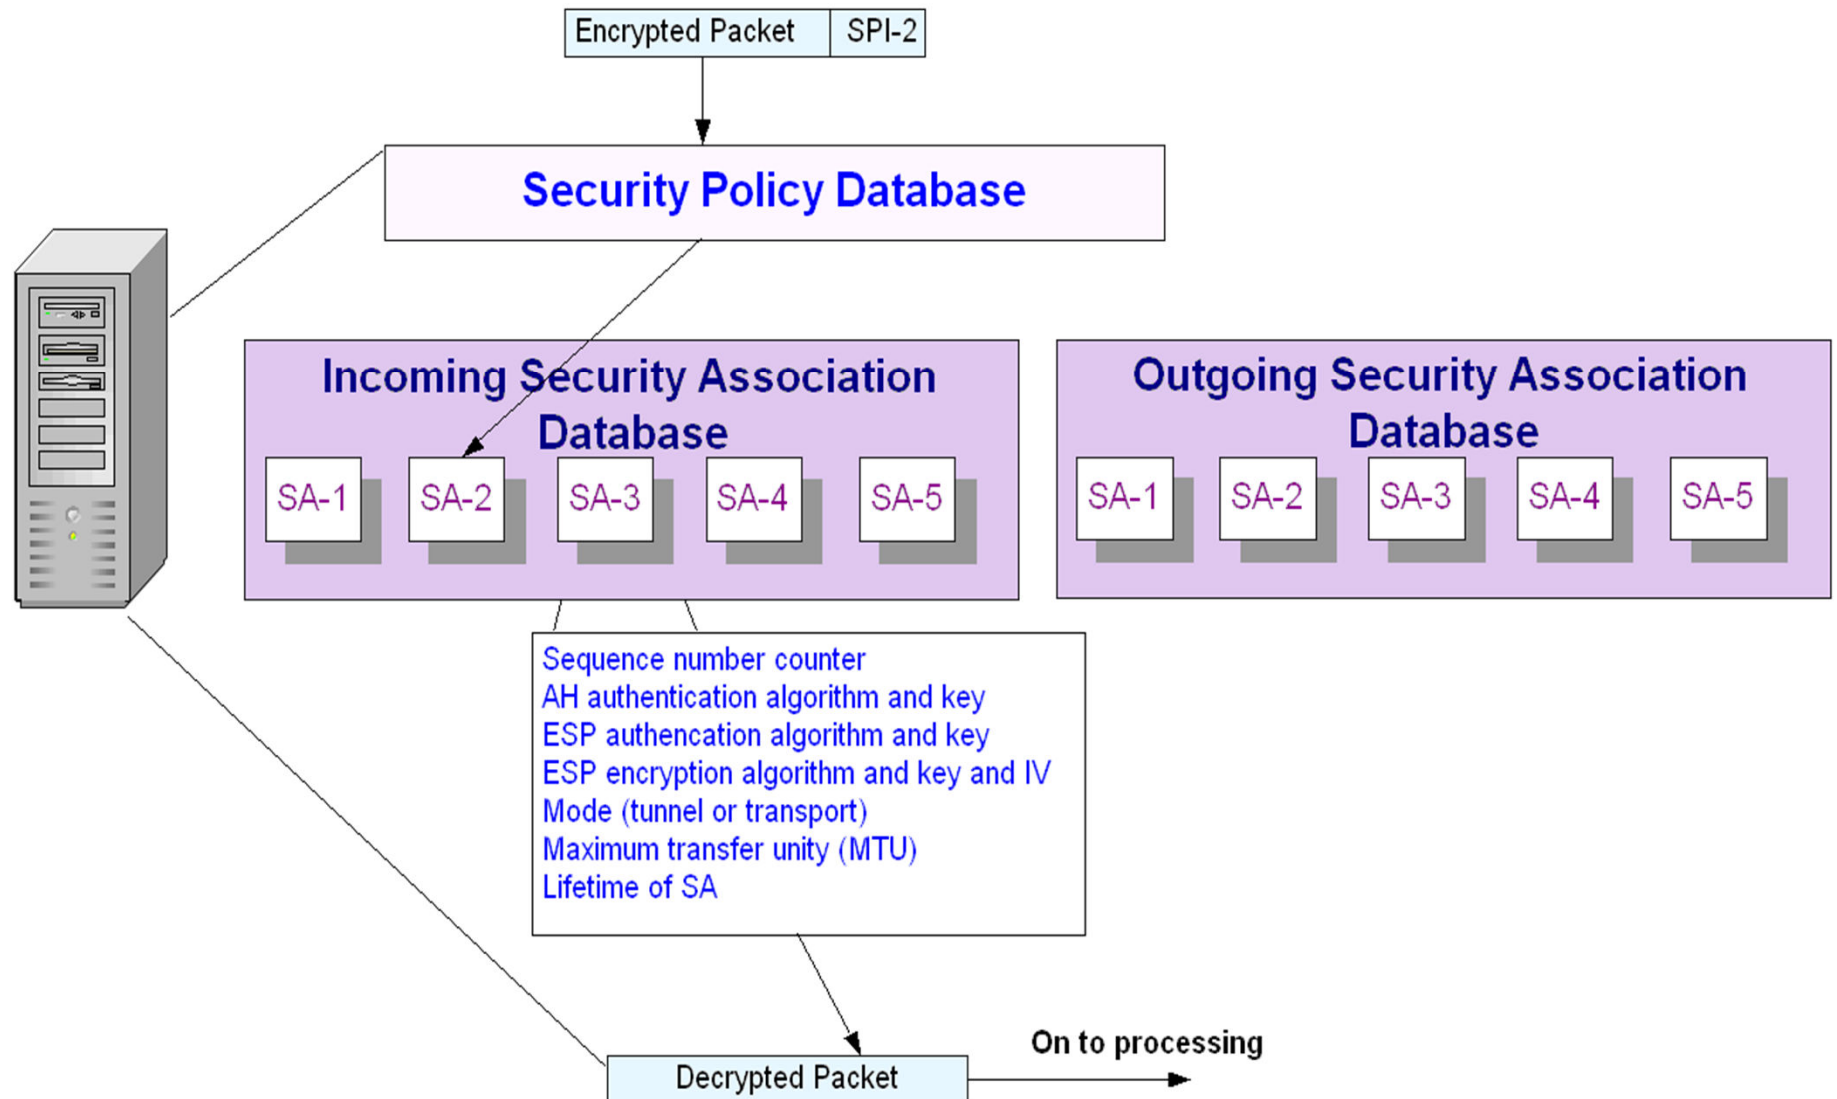 Encrypted Packet SPI-2
Security Policy Database
Incoming Security Association
Database
SA-1 SA-2 SA-3 SA-4 SA-5
Outgoing Security Association
Database
SA-1 SA-2 SA-3 SA-4 SA-5
Sequence number counter
AH authentication algorithm and key
ESP authencation algorithm and key
ESP encryption algorithm and key and IV
Mode (tunnel or transport)
Maximum transfer unity (MTU)
Lifetime of SA
On to processing
Decrypted Packet